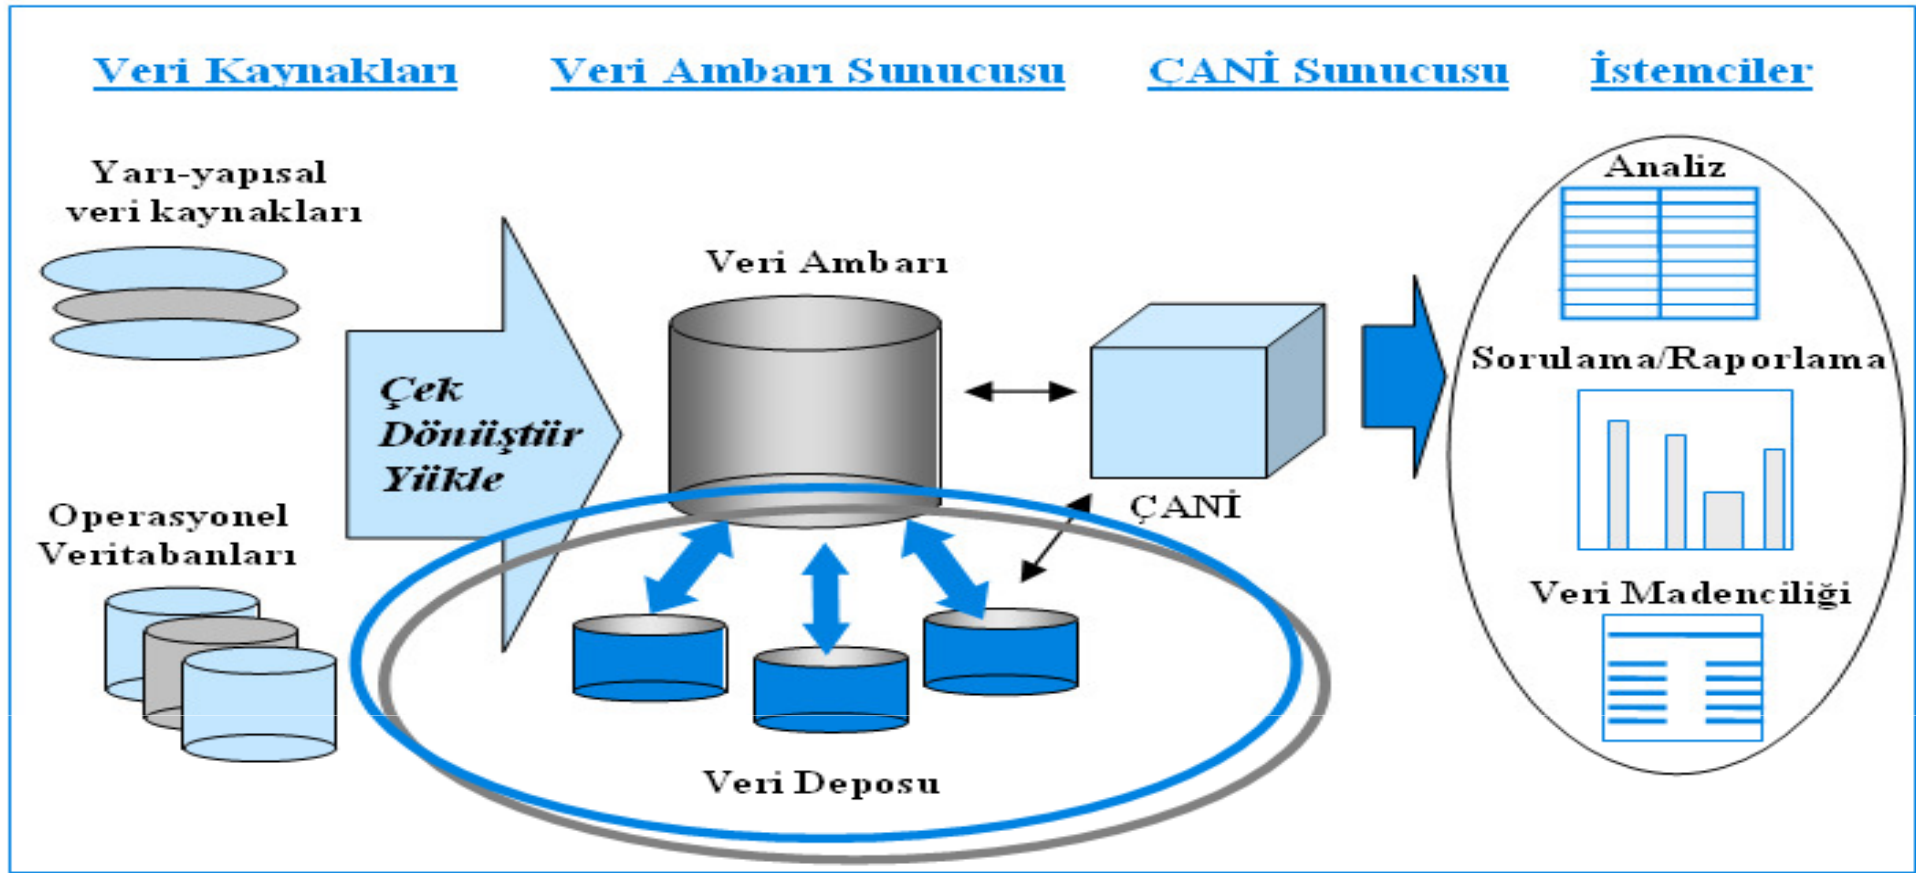 Veri Kaynakları
Veri Ambarı Sunucusu
ÇANİ Sunucusu
İstemciler
Yarı-yapısal
veri kaynakları
Operasyonel
Veritabanları
Çek
Dönüştür
Yükle
Veri Ambarı
Veri Deposu
ÇANİ
Analiz
Sorulama/Raporlama
Veri Madenciliği